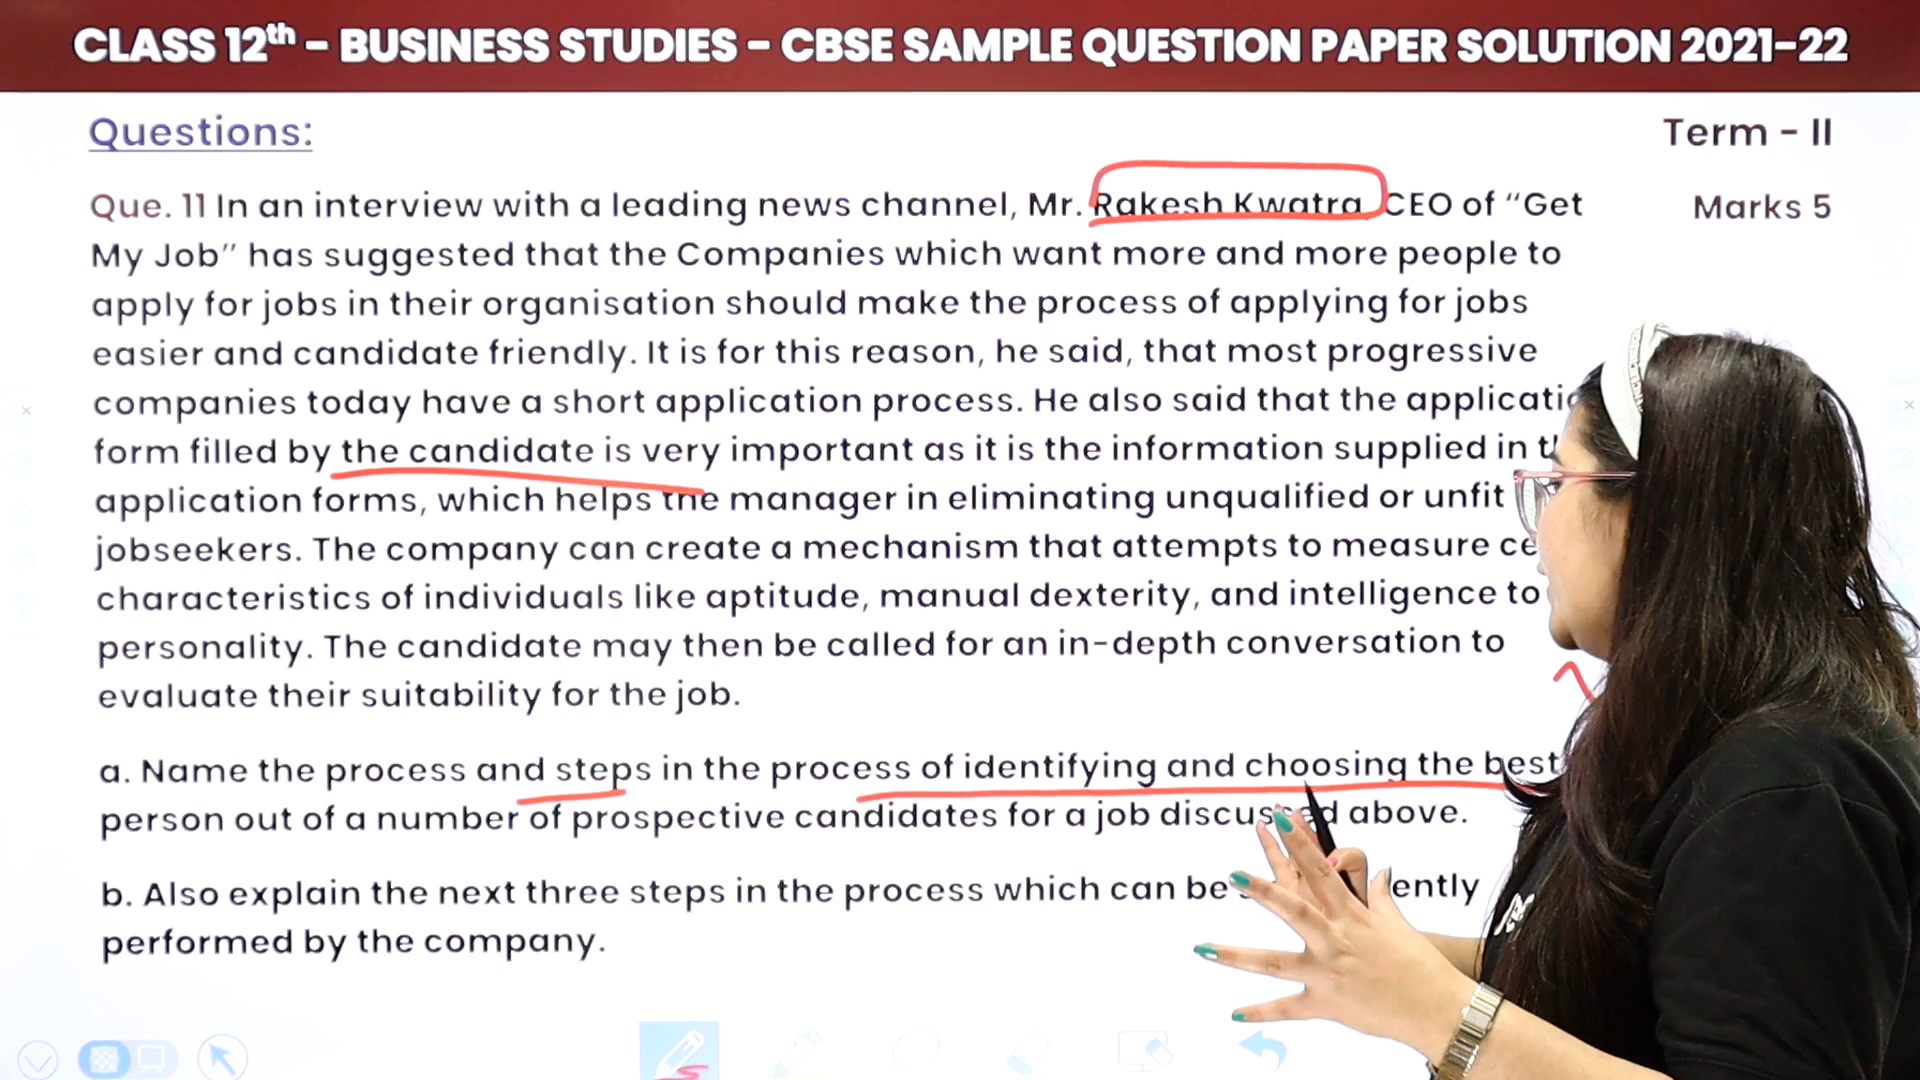 CLASS 12th – BUSINESS STUDIES – CBSE SAMPLE QUESTION PAPER SOLUTION 2021–22
Questions:
Term - II
Que. 11 In an interview with a leading news channel, Mr. Rakesh Kwatra, CEO of “Get
Marks 5
My Job” has suggested that the Companies which want more and more people to
apply for jobs in their organisation should make the process of applying for jobs
easier and candidate friendly. It is for this reason, he said, that most progressive
companies today have a short application process. He also said that the
form filled by the candidate is very important as it is the information supplied in
application forms, which helps the manager in eliminating unqualified or unfit
jobseekers. The company can create a mechanism that attempts to measure
characteristics of individuals like aptitude, manual dexterity, and intelligence to
personality. The candidate may then be called for an in-depth conversation to
evaluate their suitability for the job.
a. Name the process and steps in the process of identifying and choosing the best
person out of a number of prospective candidates for a job discussed above.
b. Also explain the next three steps in the process which can be
performed by the company.